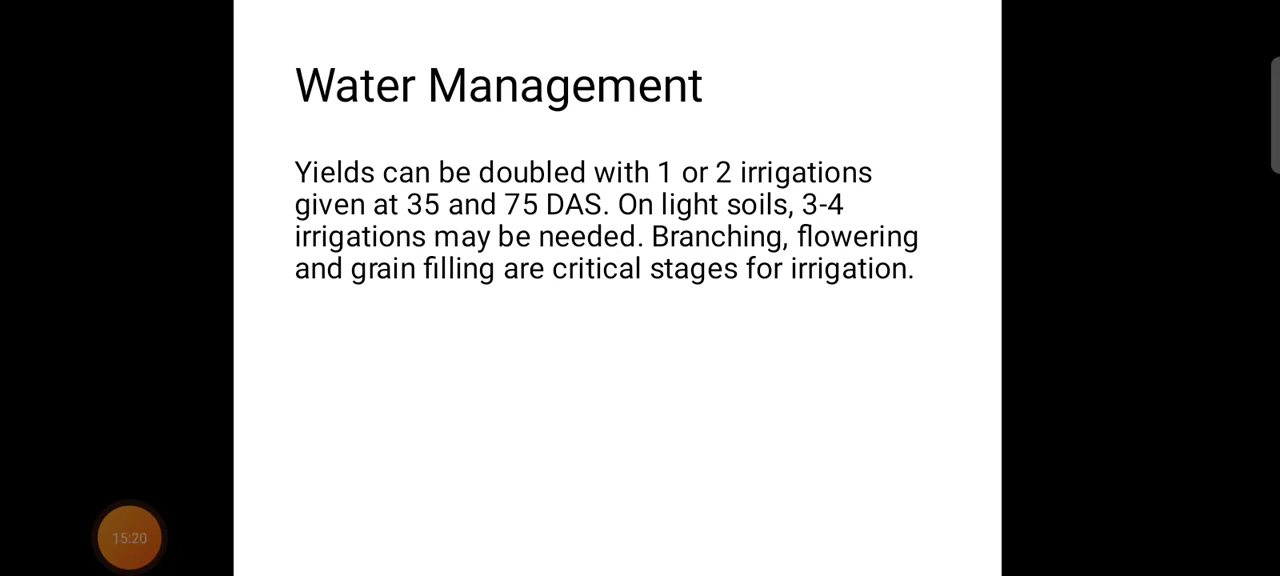 Water Management
Yields can be doubled with 1 or 2 irrigations
given at 35 and 75 DAS. On light soils, 3-4
irrigations may be needed. Branching, flowering
and grain filling are critical stages for irrigation.
15:20